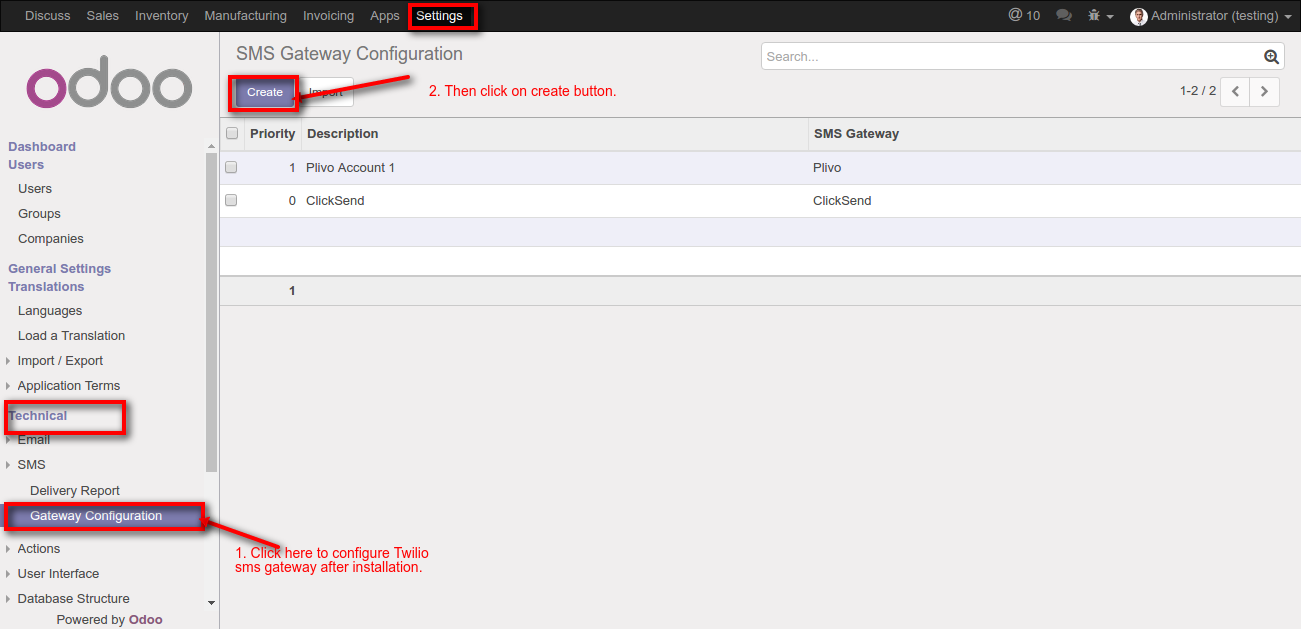 Discuss Sales Inventory Manufacturing Invoicing Apps Settings @ 10 Administrator (testing)
odoo
SMS Gateway Configuration
Search...
Create Import
2. Then click on create button.
1-2 / 2
Priority Description SMS Gateway
1 Plivo Account 1 Plivo
0 ClickSend ClickSend
1
Dashboard
Users
Users
Groups
Companies
General Settings
Translations
Languages
Load a Translation
Import / Export
Application Terms
Technical
Email
SMS
Delivery Report
Gateway Configuration
1. Click here to configure Twilio
sms gateway after installation.
Actions
User Interface
Database Structure
Powered by Odoo